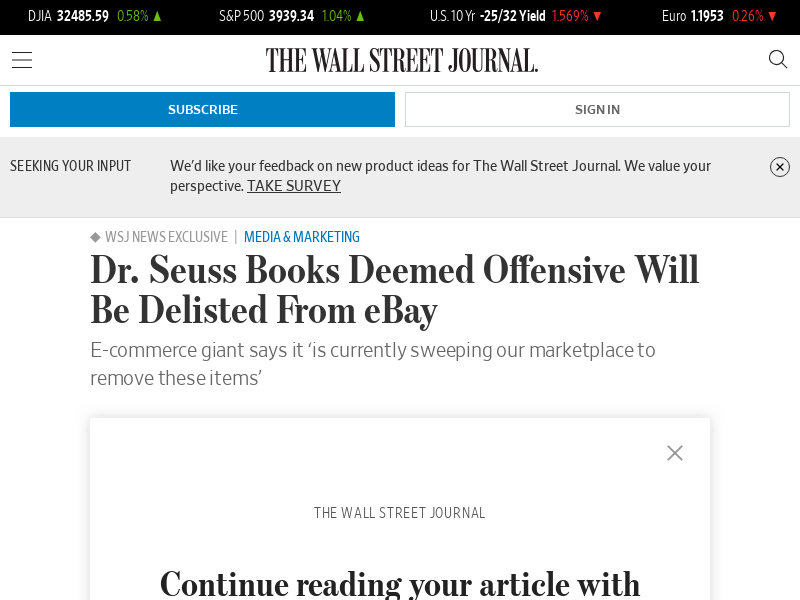 DJIA 32485.59 0.58% ▲ S&P 500 3939.34 1.04% ▲ U.S. 10 Yr -25/32 Yield 1.569% ▼ Euro 1.1953 0.26% ▼
THE WALL STREET JOURNAL.
SUBSCRIBE SIGN IN
SEEKING YOUR INPUT We’d like your feedback on new product ideas for The Wall Street Journal. We value your
perspective. TAKE SURVEY
◆ WSJ NEWS EXCLUSIVE | MEDIA & MARKETING
Dr. Seuss Books Deemed Offensive Will
Be Delisted From eBay
E-commerce giant says it ‘is currently sweeping our marketplace to
remove these items’
THE WALL STREET JOURNAL
Continue reading your article with